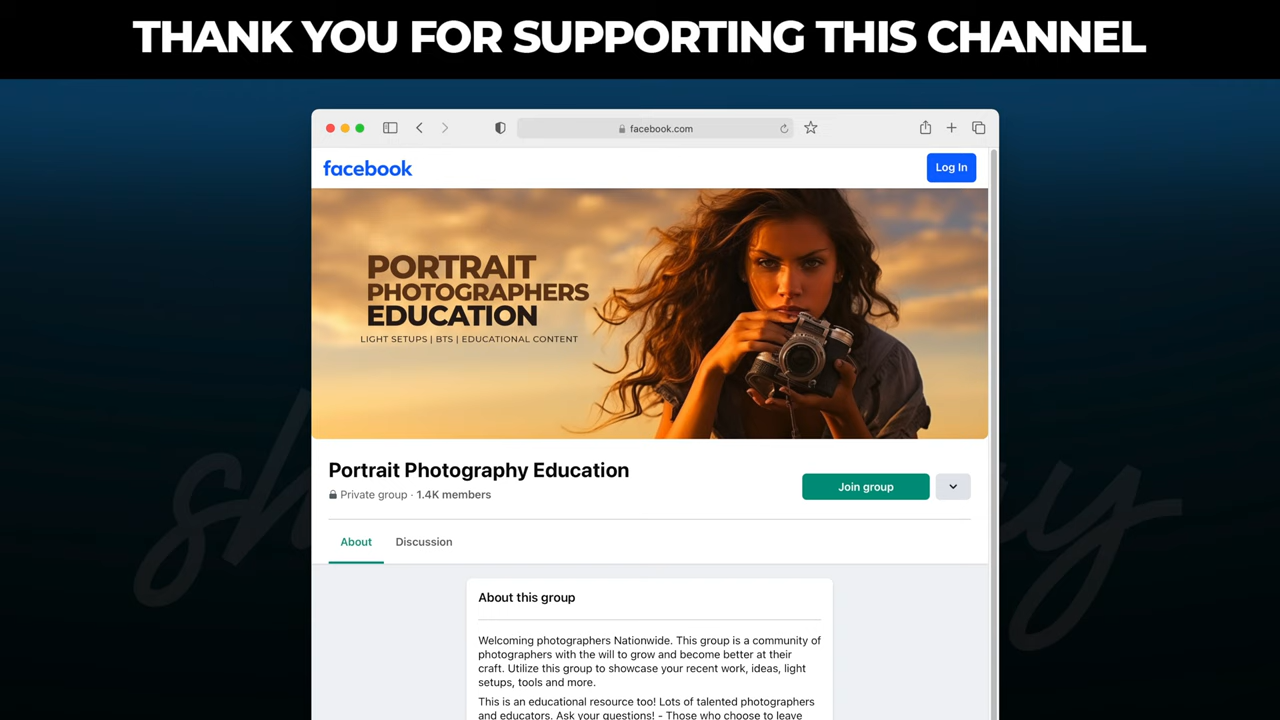 THANK YOU FOR SUPPORTING THIS CHANNEL
facebook.com
facebook
Log In
PORTRAIT
PHOTOGRAPHERS
EDUCATION
LIGHT SETUPS | BTS | EDUCATIONAL CONTENT
Portrait Photography Education
Private group · 1.4K members
Join group
About
Discussion
About this group
Welcoming photographers Nationwide. This group is a community of
photographers with the will to grow and become better at their
craft. Utilize this group to showcase your recent work, ideas, light
setups, tools and more.
This is an educational resource too! Lots of talented photographers
and educators. Ask your questions! - Those who choose to leave